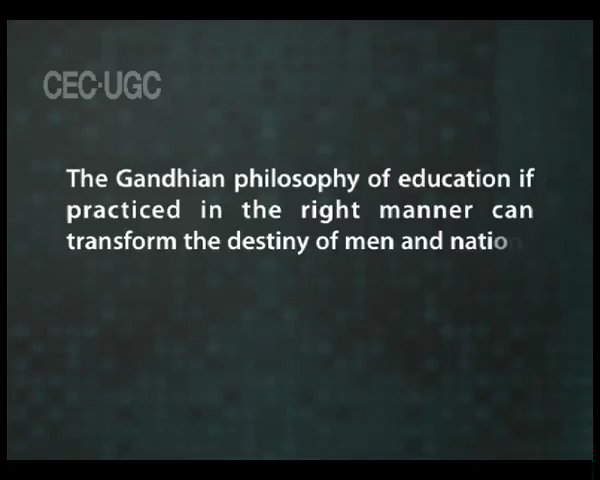 CEC-UGC
The Gandhian philosophy of education if
practiced in the right manner can
transform the destiny of men and natio